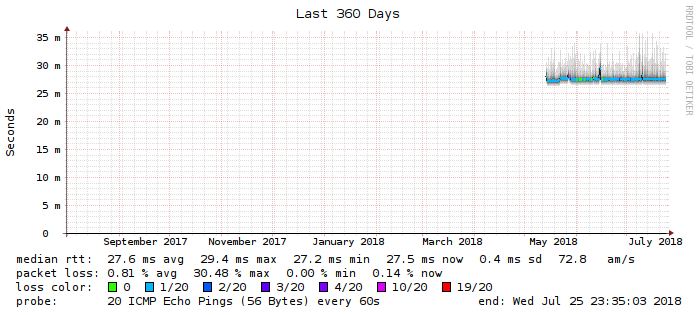 Last 360 Days
RRDTOOL / TOBI OETIKER
Seconds
35 m
30 m
25 m
20 m
15 m
10 m
5 m
0
September 2017 November 2017 January 2018 March 2018 May 2018 July 2018
median rtt: 27.6 ms avg 29.4 ms max 27.2 ms min 27.5 ms now 0.4 ms sd 72.8 am/s
packet loss: 0.81 % avg 30.48 % max 0.00 % min 0.14 % now
loss color: 0 1/20 2/20 3/20 4/20 10/20 19/20
probe: 20 ICMP Echo Pings (56 Bytes) every 60s end: Wed Jul 25 23:35:03 2018